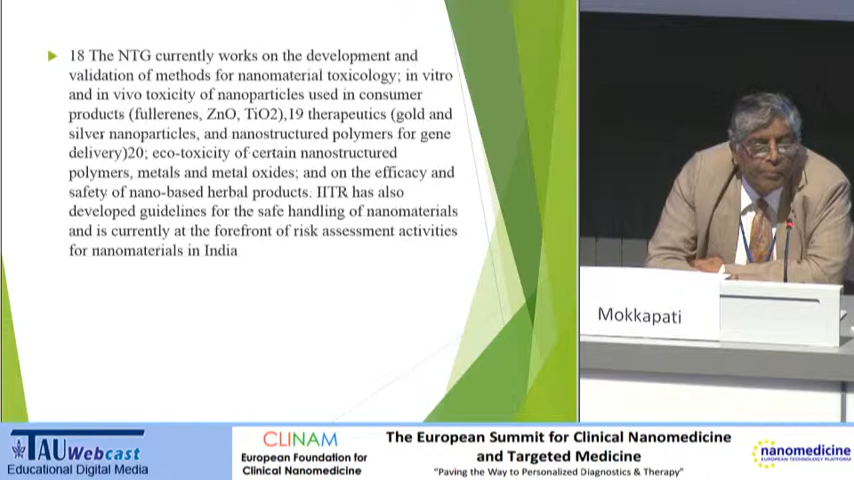 18 The NTG currently works on the development and
validation of methods for nanomaterial toxicology; in vitro
and in vivo toxicity of nanoparticles used in consumer
products (fullerenes, ZnO, TiO2),19 therapeutics (gold and
silver nanoparticles, and nanostructured polymers for gene
delivery)20; eco-toxicity of certain nanostructured
polymers, metals and metal oxides; and on the efficacy and
safety of nano-based herbal products. IITR has also
developed guidelines for the safe handling of nanomaterials
and is currently at the forefront of risk assessment activities
for nanomaterials in India
Mokkapati
TAU Webcast
Educational Digital Media
CLINAM
European Foundation for
Clinical Nanomedicine
The European Summit for Clinical Nanomedicine
and Targeted Medicine
"Paving the Way to Personalized Diagnostics & Therapy"
nanomedicine
EUROPEAN TECHNOLOGY PLATFORM